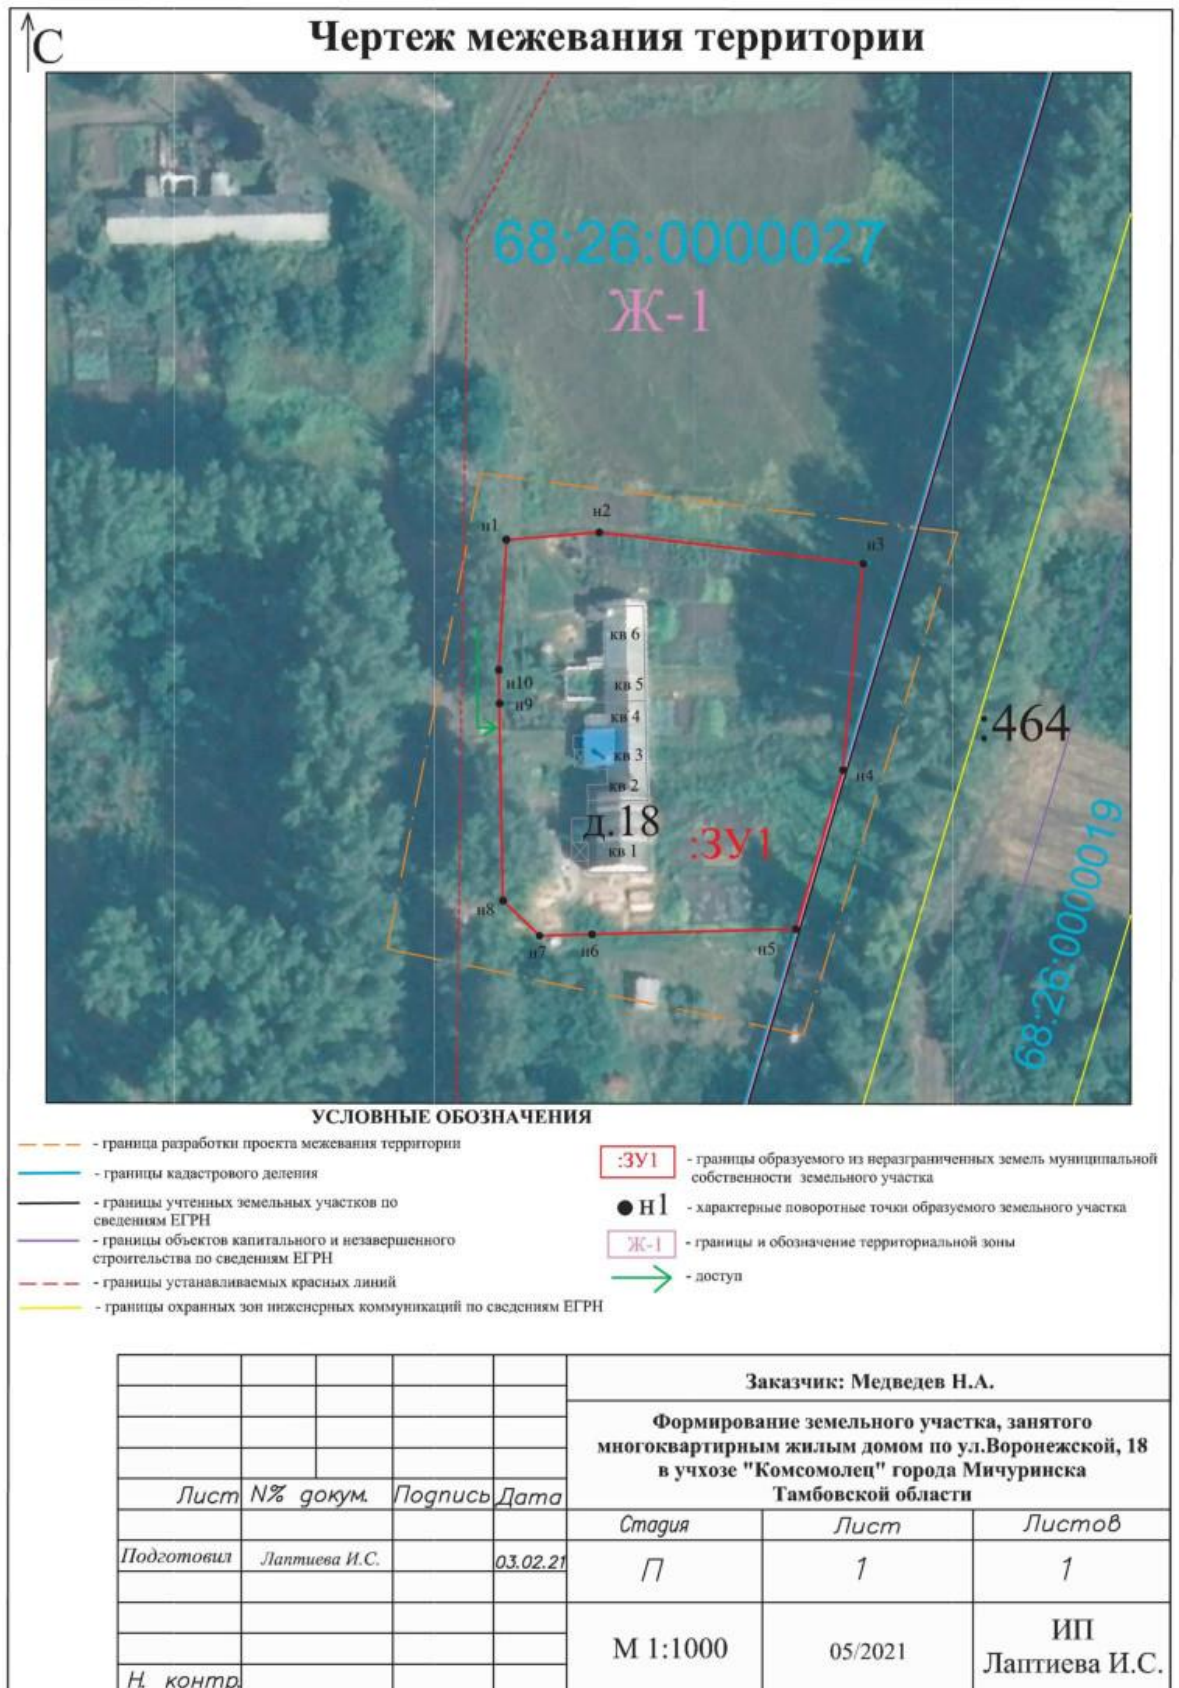 С
Чертеж межевания территории
68:26:0000027
Ж-1
н1
н2
н3
кв 6
н10
кв 5
н9
кв 4
:464
кв 3
н4
кв 2
д.18
:ЗУ1
кв 1
68:26:0000019
н8
н7
н6
н5
УСЛОВНЫЕ ОБОЗНАЧЕНИЯ
- граница разработки проекта межевания территории
- границы кадастрового деления
- границы учтенных земельных участков по
сведениям ЕГРН
- границы объектов капитального и незавершенного
строительства по сведениям ЕГРН
- границы устанавливаемых красных линий
- границы охранных зон инженерных коммуникаций по сведениям ЕГРН
:ЗУ1 - границы образуемого из неразграниченных земель муниципальной
собственности земельного участка
н1 - характерные поворотные точки образуемого земельного участка
Ж-1 - границы и обозначение территориальной зоны
- доступ
Заказчик: Медведев Н.А.
Формирование земельного участка, занятого
многоквартирным жилым домом по ул.Воронежской, 18
в учхозе "Комсомолец" города Мичуринска
Тамбовской области
Лист N% докум. Подпись Дата
Стадия Лист Листов
Подготовил Лаптиева И.С. 03.02.21
П 1 1
М 1:1000 05/2021 ИП
Лаптиева И.С.
Н. контр.